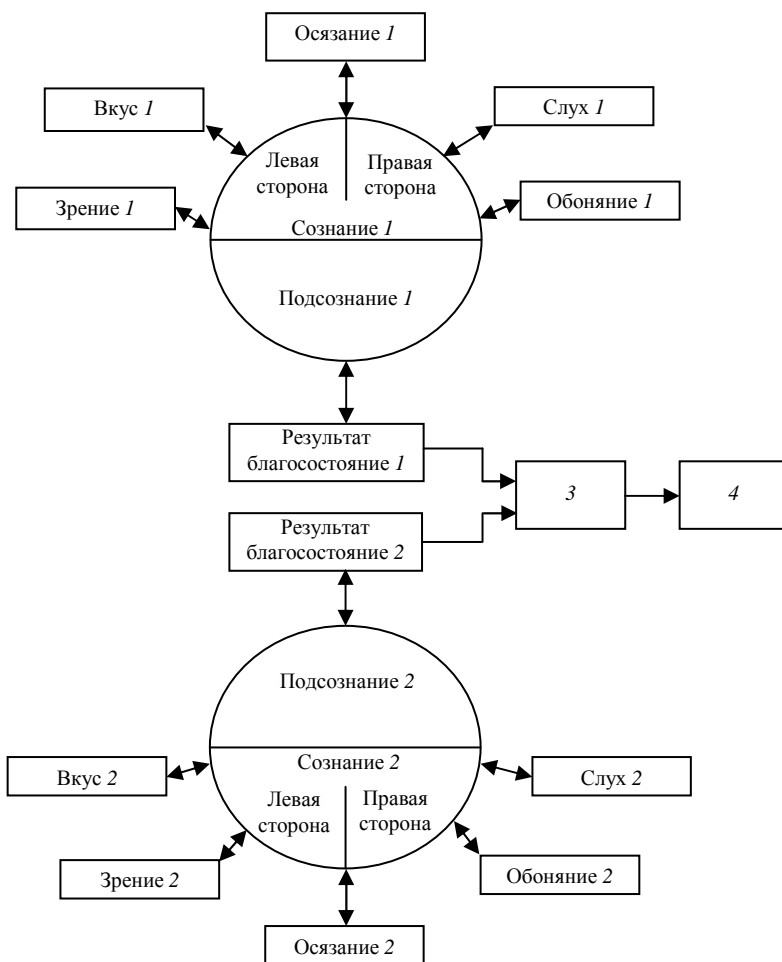 Осязание 1
Вкус 1
Слух 1
Левая
сторона
Правая
сторона
Зрение 1
Обоняние 1
Сознание 1
Подсознание 1
Результат
благосостояние 1
3
4
Результат
благосостояние 2
Подсознание 2
Сознание 2
Вкус 2
Слух 2
Левая
сторона
Правая
сторона
Зрение 2
Обоняние 2
Осязание 2